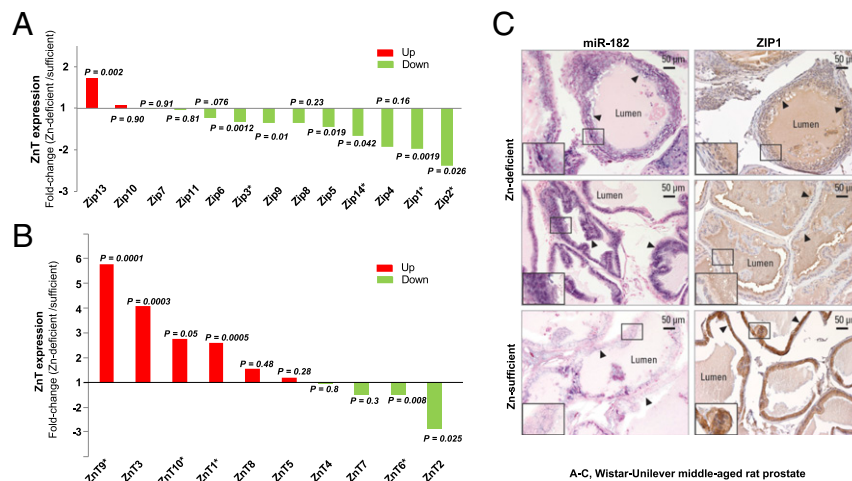 A
Up
Down
ZnT expression
Fold-change (Zn-deficient /sufficient)
2
1
-2
-3
P = 0.002
P = 0.90
P = 0.91
P = 0.81
P = .076
P = 0.0012
P = 0.01
P = 0.23
P = 0.019
P = 0.042
P = 0.16
P = 0.0019
P = 0.026
Zip13
Zip10
Zip7
Zip11
Zip6
Zip3*
Zip9
Zip8
Zip5
Zip14*
Zip4
Zip1*
Zip2*
B
Up
Down
ZnT expression
Fold-change (Zn-deficient /sufficient)
6
5
4
3
2
1
-2
-3
P = 0.0001
P = 0.0003
P = 0.05
P = 0.0005
P = 0.48
P = 0.28
P = 0.8
P = 0.3
P = 0.008
P = 0.025
ZnT9*
ZnT3
ZnT10*
ZnT1*
ZnT8
ZnT5
ZnT4
ZnT7
ZnT6*
ZnT2
C
miR-182
ZIP1
Zn-deficient
Zn-sufficient
50 µm
Lumen
50 µm
Lumen
50 µm
Lumen
50 µm
Lumen
50 µm
Lumen
50 µm
Lumen
A-C, Wistar-Unilever middle-aged rat prostate